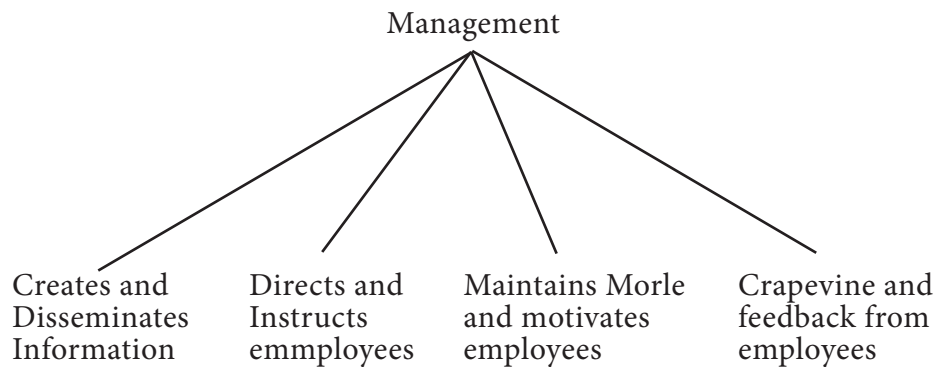 Management
Creates and
Disseminates
Information
Directs and
Instructs
emmployees
Maintains Morle
and motivates
employees
Crapevine and
feedback from
employees